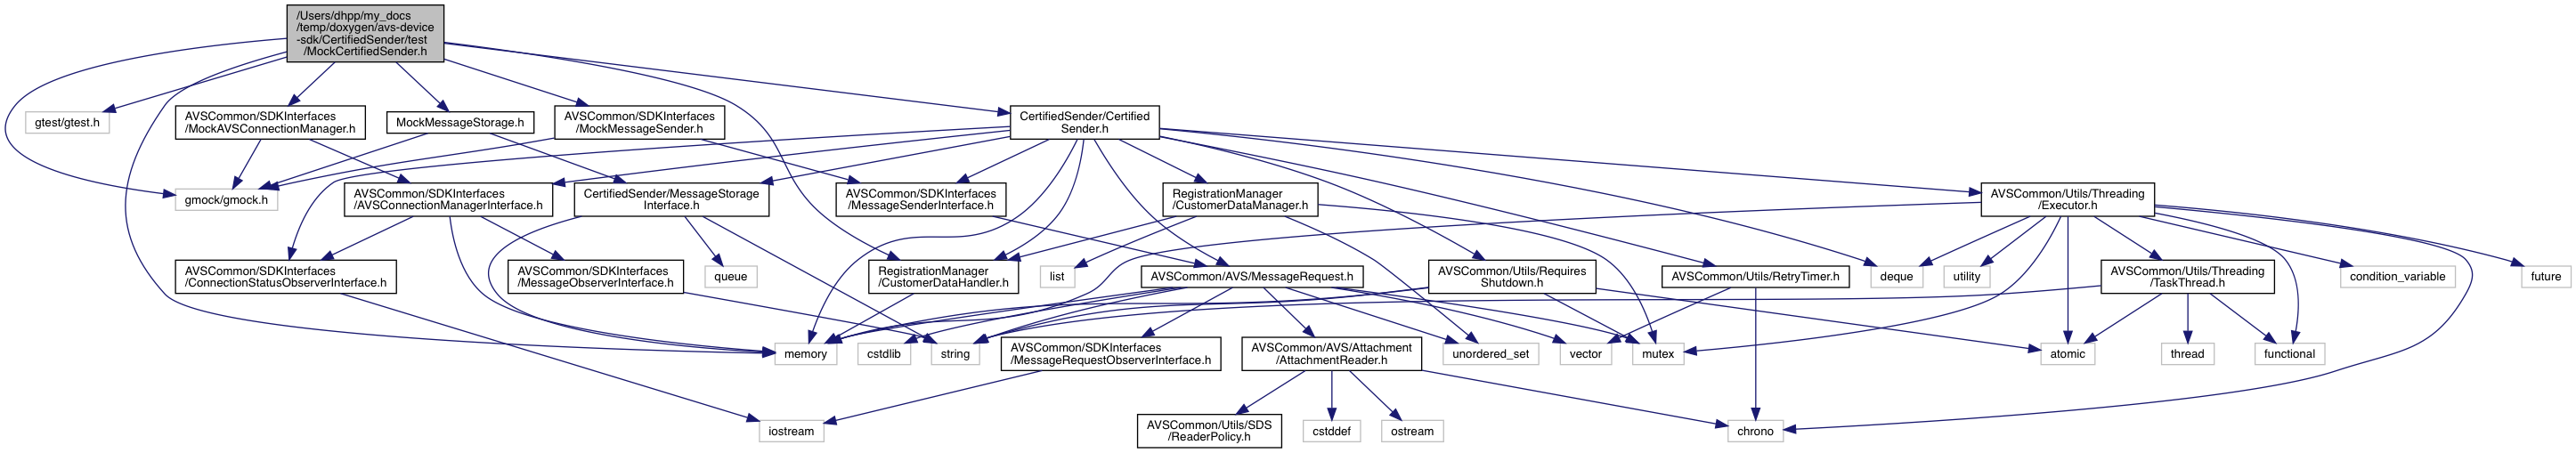 /Users/dhpp/my_docs
/temp/doxygen/avs-device
-sdk/CertifiedSender/test
/MockCertifiedSender.h
gtest/gtest.h
AVSCommon/SDKInterfaces
/MockAVSConnectionManager.h
MockMessageStorage.h
AVSCommon/SDKInterfaces
/MockMessageSender.h
CertifiedSender/Certified
Sender.h
gmock/gmock.h
AVSCommon/SDKInterfaces
/AVSConnectionManagerInterface.h
CertifiedSender/MessageStorage
Interface.h
AVSCommon/SDKInterfaces
/MessageSenderInterface.h
RegistrationManager
/CustomerDataManager.h
AVSCommon/Utils/Threading
/Executor.h
AVSCommon/SDKInterfaces
/ConnectionStatusObserverInterface.h
AVSCommon/SDKInterfaces
/MessageObserverInterface.h
queue
RegistrationManager
/CustomerDataHandler.h
list
AVSCommon/AVS/MessageRequest.h
AVSCommon/Utils/Requires
Shutdown.h
AVSCommon/Utils/RetryTimer.h
deque
utility
AVSCommon/Utils/Threading
/TaskThread.h
condition_variable
future
memory
cstdlib
string
AVSCommon/SDKInterfaces
/MessageRequestObserverInterface.h
AVSCommon/AVS/Attachment
/AttachmentReader.h
unordered_set
vector
mutex
atomic
thread
functional
iostream
AVSCommon/Utils/SDS
/ReaderPolicy.h
cstddef
ostream
chrono